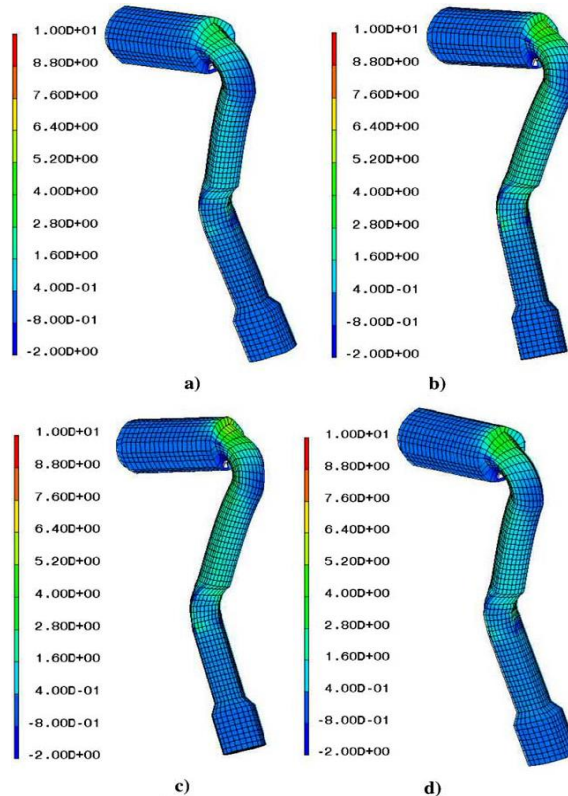 1.00D+01
8.80D+00
7.60D+00
6.40D+00
5.20D+00
4.00D+00
2.80D+00
1.60D+00
4.00D-01
-8.00D-01
-2.00D+00
a)
1.00D+01
8.80D+00
7.60D+00
6.40D+00
5.20D+00
4.00D+00
2.80D+00
1.60D+00
4.00D-01
-8.00D-01
-2.00D+00
b)
1.00D+01
8.80D+00
7.60D+00
6.40D+00
5.20D+00
4.00D+00
2.80D+00
1.60D+00
4.00D-01
-8.00D-01
-2.00D+00
c)
1.00D+01
8.80D+00
7.60D+00
6.40D+00
5.20D+00
4.00D+00
2.80D+00
1.60D+00
4.00D-01
-8.00D-01
-2.00D+00
d)